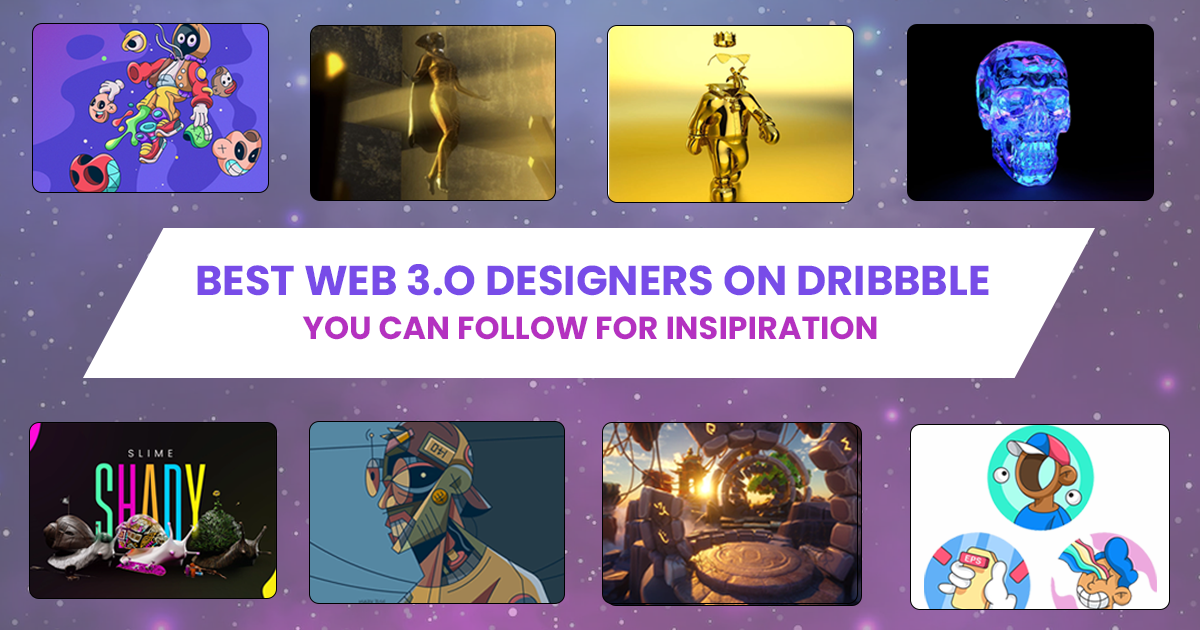 BEST WEB 3.O DESIGNERS ON DRIBBBLE
YOU CAN FOLLOW FOR INSIPIRATION
SLIME
SHADY
EPS